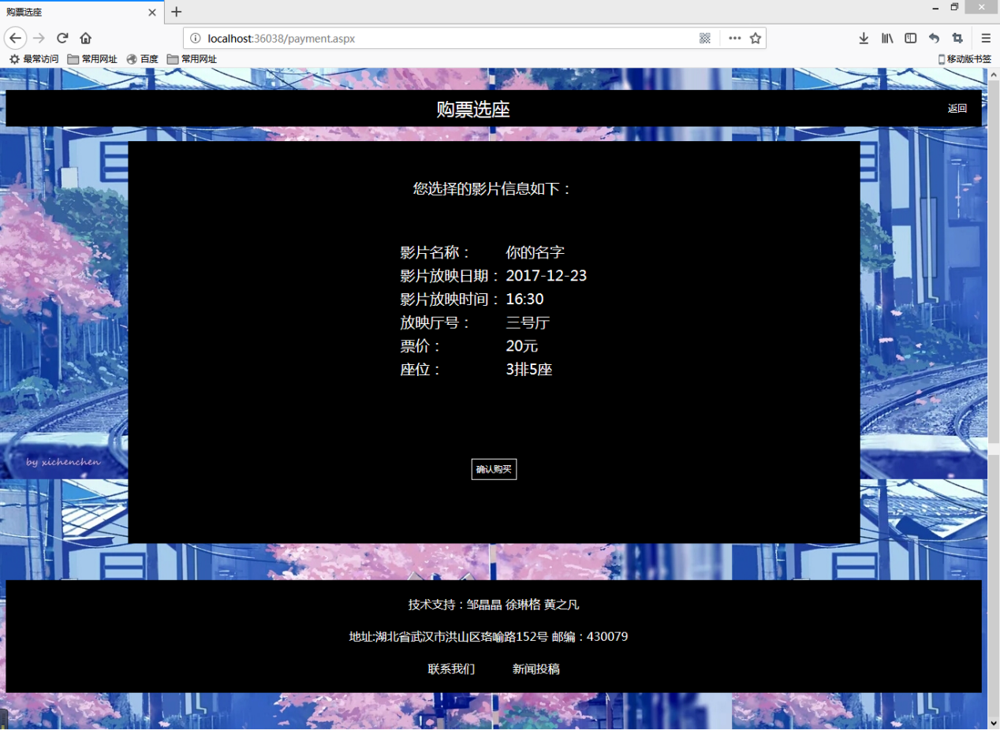 购票选座
localhost:36038/payment.aspx
最常访问 常用网址 百度 常用网址 移动版书签
购票选座 返回
您选择的影片信息如下：
影片名称： 你的名字
影片放映日期： 2017-12-23
影片放映时间： 16:30
放映厅号： 三号厅
票价： 20元
座位： 3排5座
by xichenchen
确认购买
技术支持：邹晶晶 徐琳格 黄之凡
地址:湖北省武汉市洪山区珞喻路152号 邮编：430079
联系我们 新闻投稿